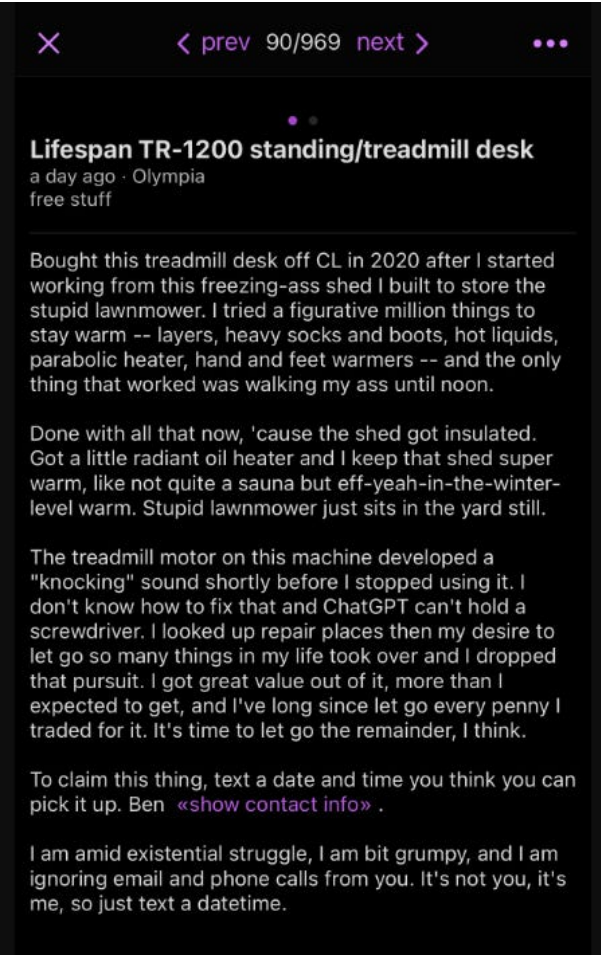 prev 90/969 next
Lifespan TR-1200 standing/treadmill desk
a day ago · Olympia
free stuff
Bought this treadmill desk off CL in 2020 after I started
working from this freezing-ass shed I built to store the
stupid lawnmower. I tried a figurative million things to
stay warm -- layers, heavy socks and boots, hot liquids,
parabolic heater, hand and feet warmers -- and the only
thing that worked was walking my ass until noon.
Done with all that now, 'cause the shed got insulated.
Got a little radiant oil heater and I keep that shed super
warm, like not quite a sauna but eff-yeah-in-the-winter-
level warm. Stupid lawnmower just sits in the yard still.
The treadmill motor on this machine developed a
"knocking" sound shortly before I stopped using it. I
don't know how to fix that and ChatGPT can't hold a
screwdriver. I looked up repair places then my desire to
let go so many things in my life took over and I dropped
that pursuit. I got great value out of it, more than I
expected to get, and I've long since let go every penny I
traded for it. It's time to let go the remainder, I think.
To claim this thing, text a date and time you think you can
pick it up. Ben «show contact info» .
I am amid existential struggle, I am bit grumpy, and I am
ignoring email and phone calls from you. It's not you, it's
me, so just text a datetime.